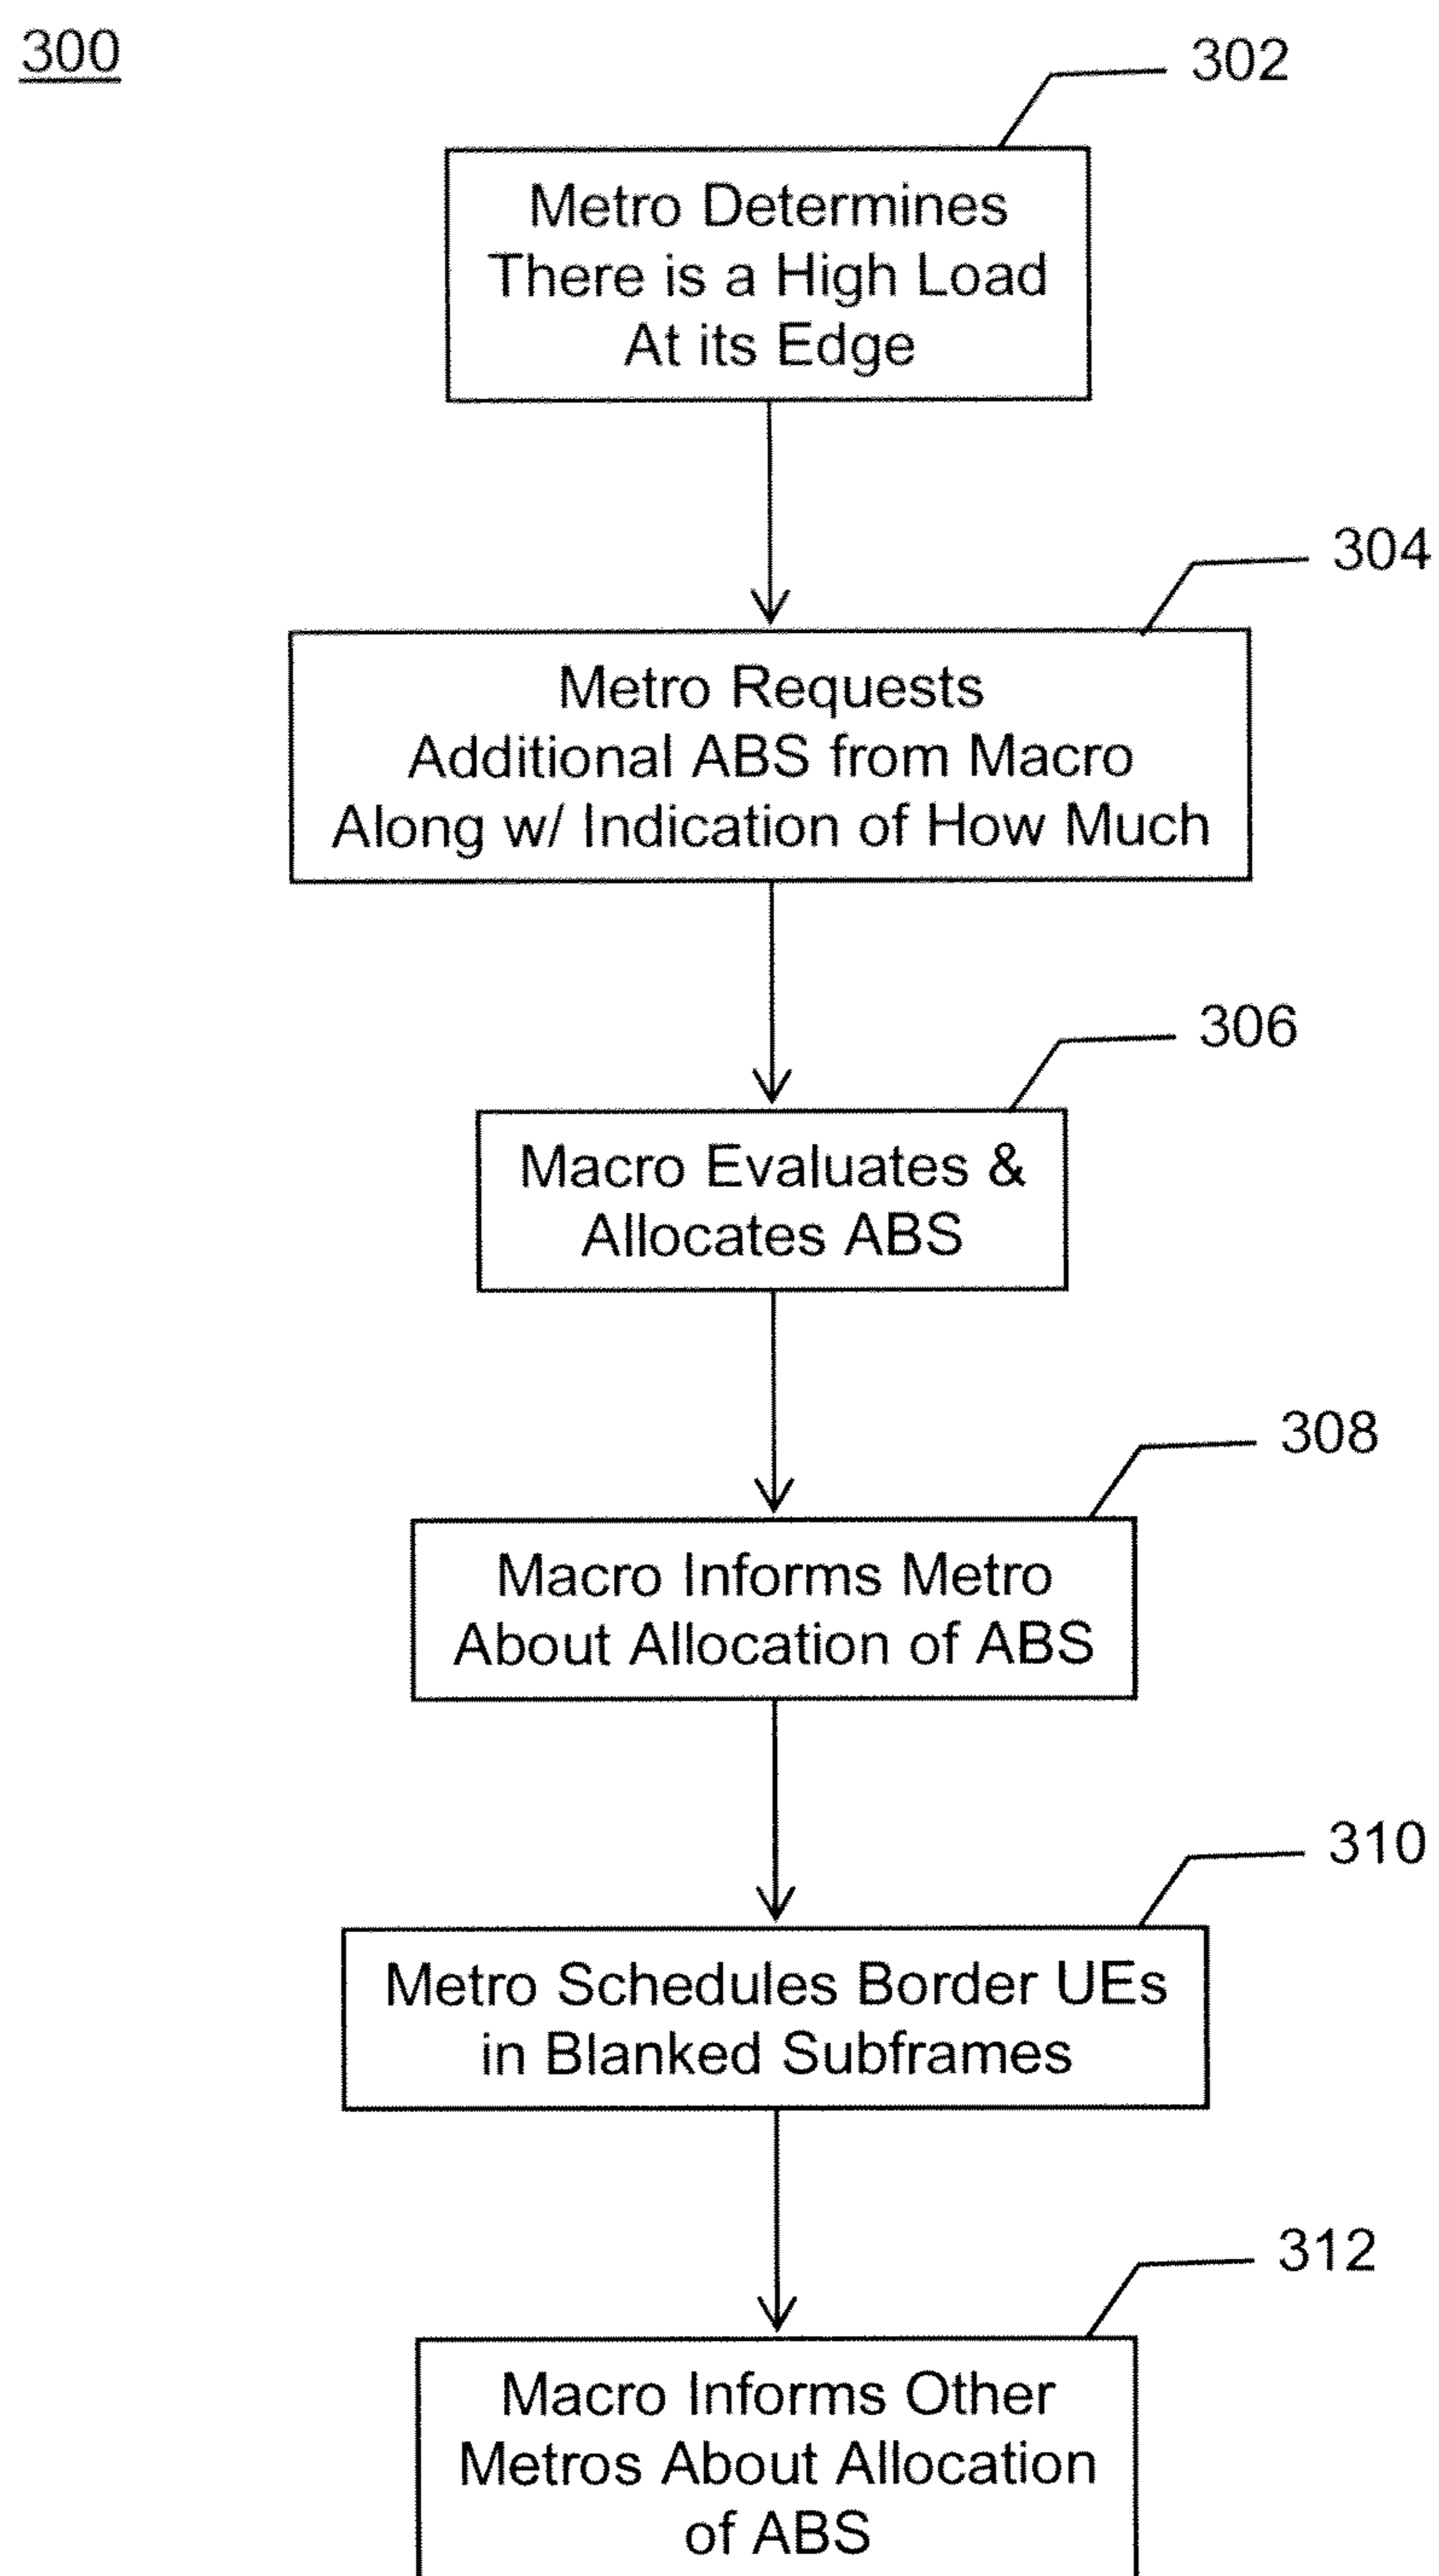 300
302
Metro Determines
There is a High Load
At its Edge
304
Metro Requests
Additional ABS from Macro
Along w/ Indication of How Much
306
Macro Evaluates &
Allocates ABS
308
Macro Informs Metro
About Allocation of ABS
310
Metro Schedules Border UEs
in Blanked Subframes
312
Macro Informs Other
Metros About Allocation
of ABS